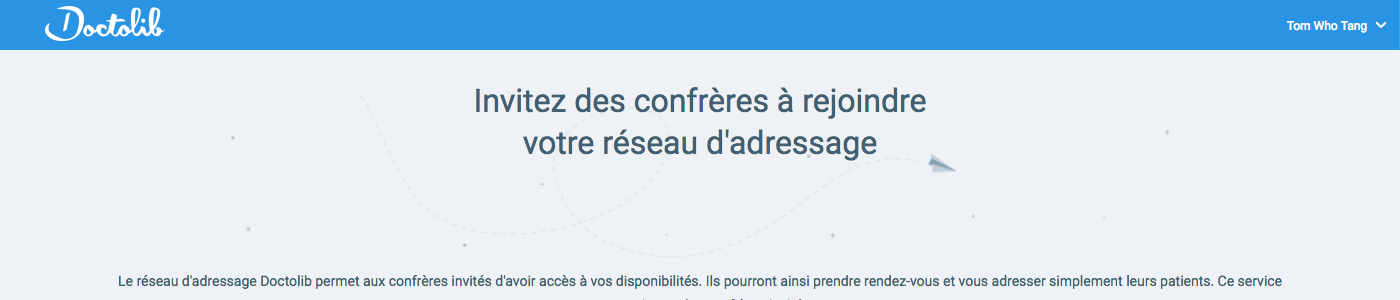 Doctolib
Tom Who Tang
Invitez des confrères à rejoindre
votre réseau d'adressage
Le réseau d'adressage Doctolib permet aux confrères invités d'avoir accès à vos disponibilités. Ils pourront ainsi prendre rendez-vous et vous adresser simplement leurs patients. Ce service